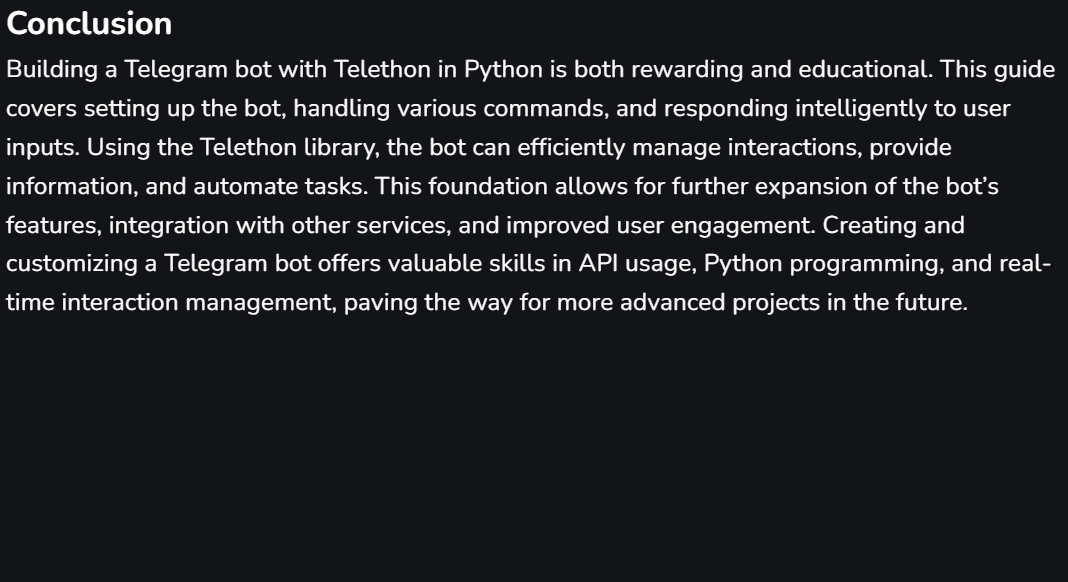 Conclusion
Building a Telegram bot with Telethon in Python is both rewarding and educational. This guide
covers setting up the bot, handling various commands, and responding intelligently to user
inputs. Using the Telethon library, the bot can efficiently manage interactions, provide
information, and automate tasks. This foundation allows for further expansion of the bot’s
features, integration with other services, and improved user engagement. Creating and
customizing a Telegram bot offers valuable skills in API usage, Python programming, and real-
time interaction management, paving the way for more advanced projects in the future.